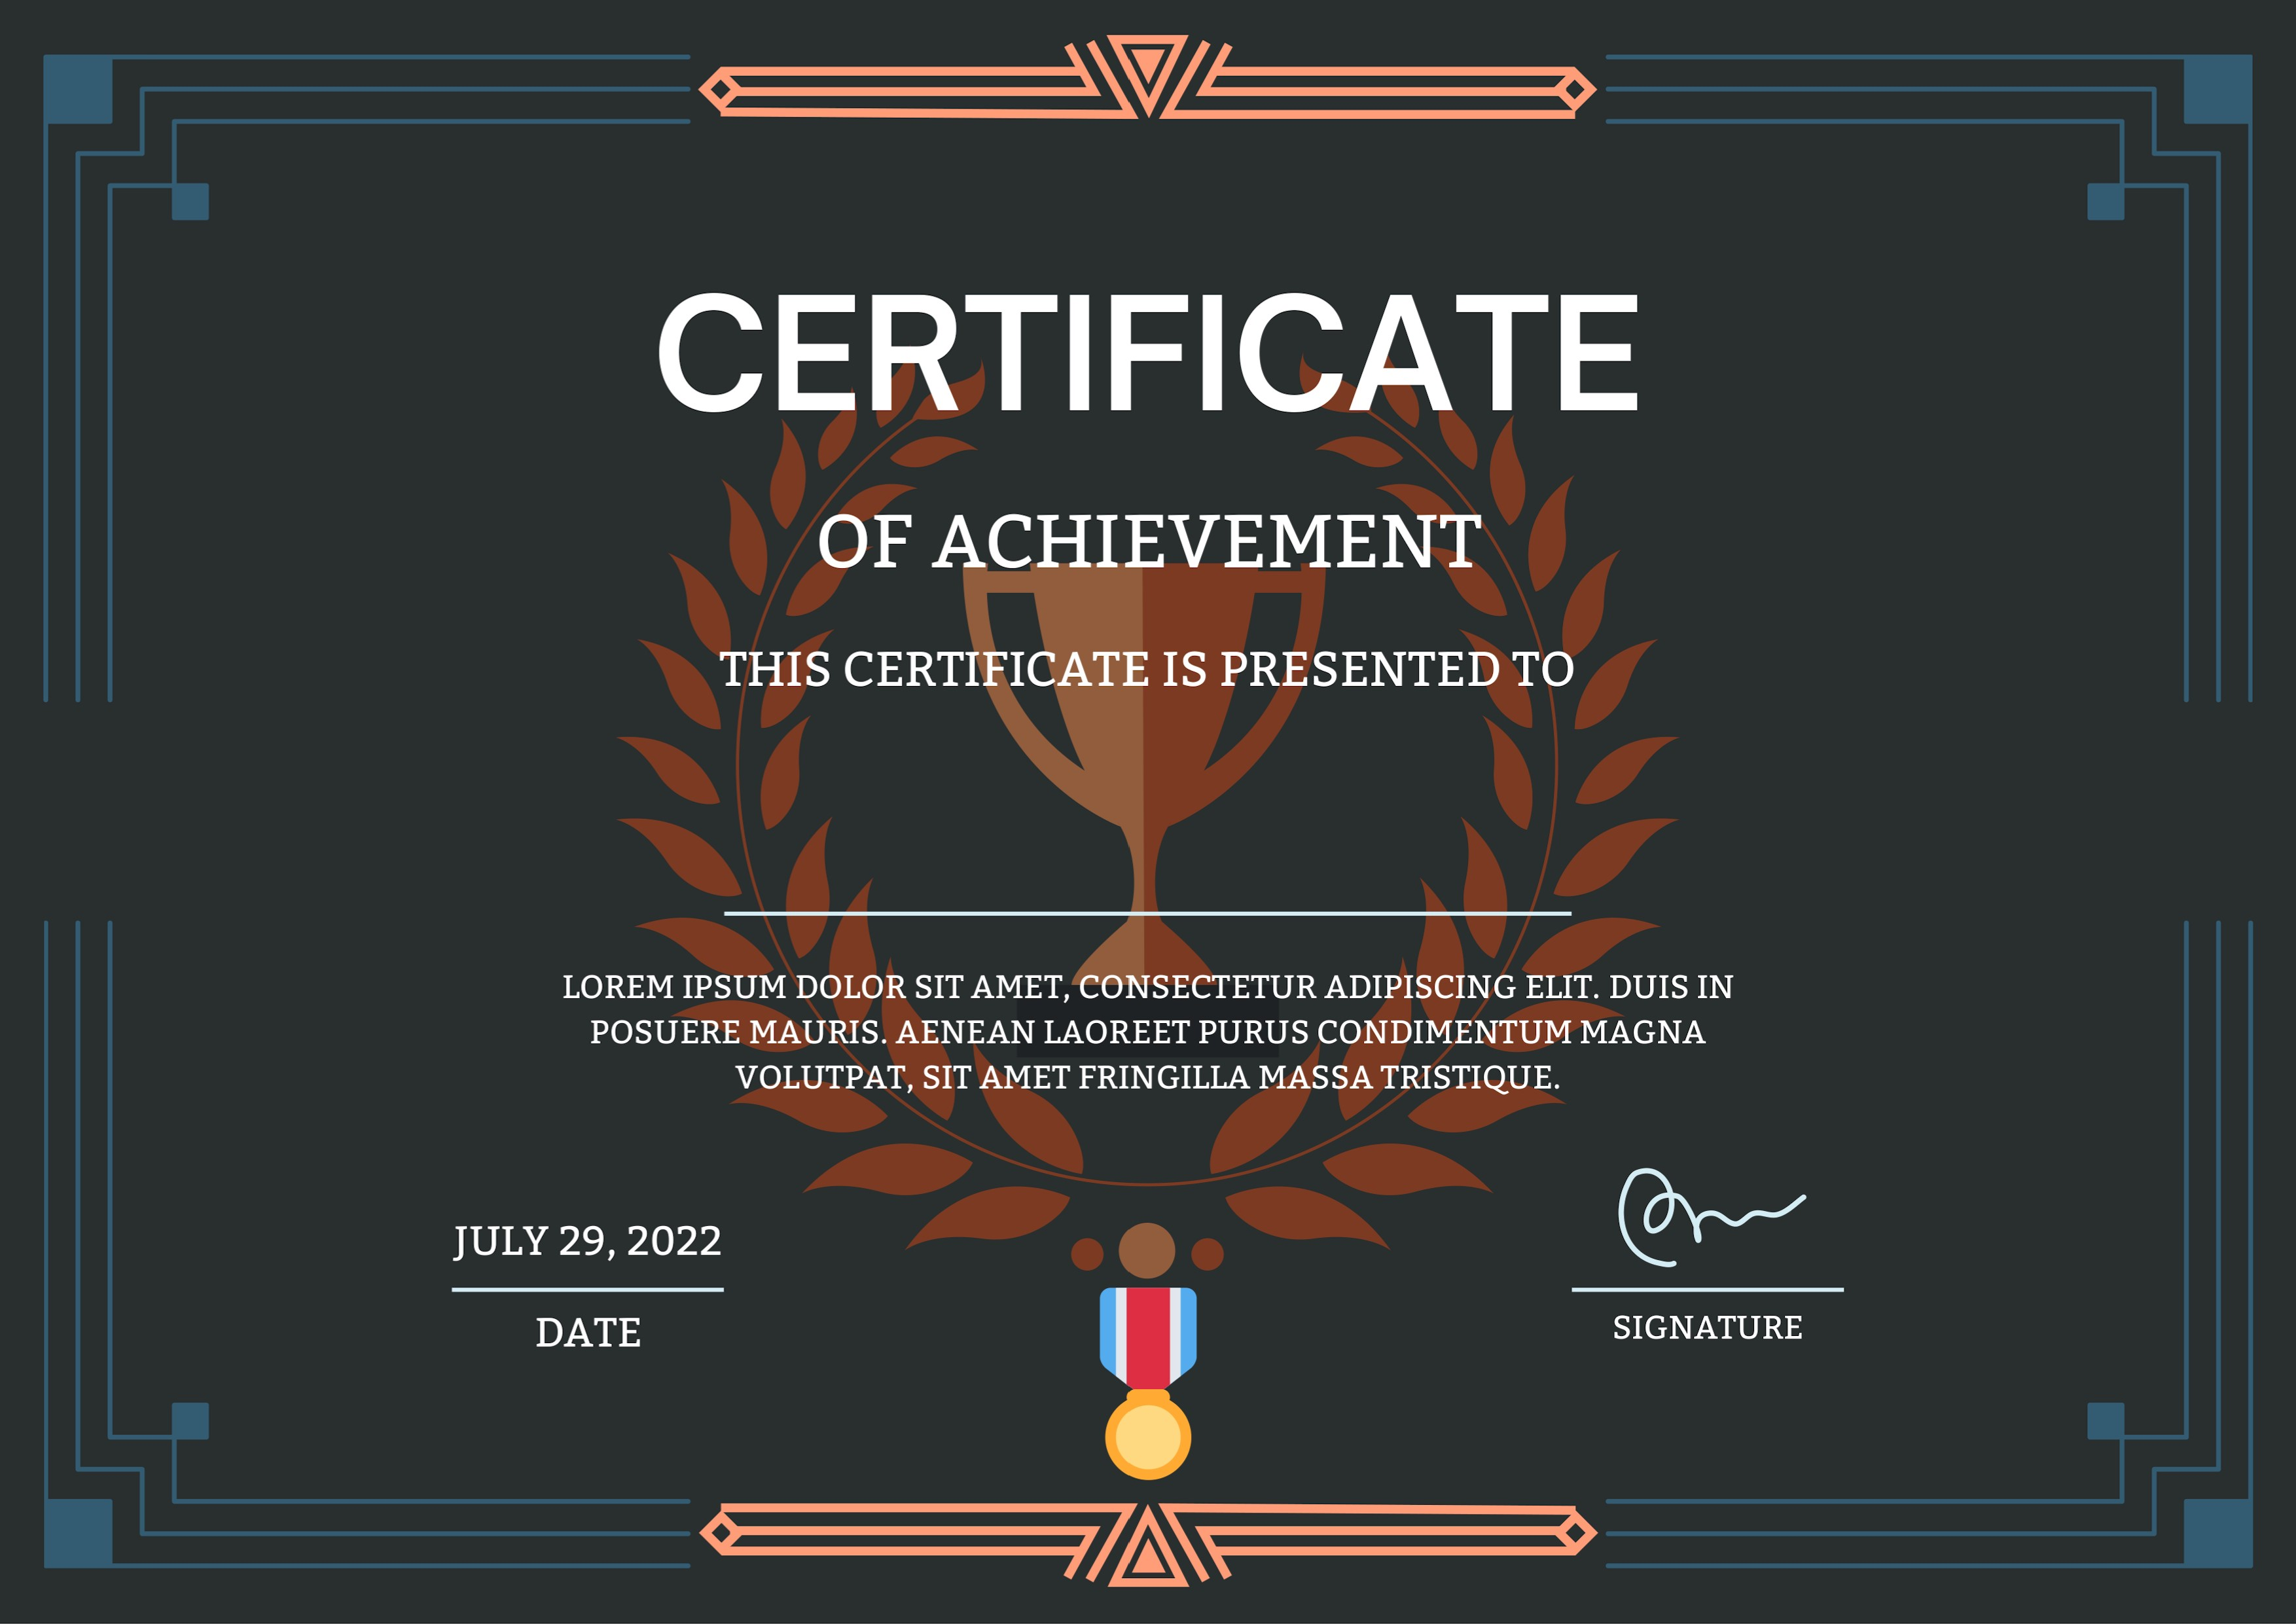 CERTIFICATE
OF ACHIEVEMENT
THIS CERTIFICATE IS PRESENTED TO
LOREM IPSUM DOLOR SIT AMET, CONSECTETUR ADIPISCING ELIT. DUIS IN
POSUERE MAURIS. AENEAN LAOREET PURUS CONDIMENTUM MAGNA
VOLUTPAT, SIT AMET FRINGILLA MASSA TRISTIQUE.
JULY 29, 2022
DATE
SIGNATURE